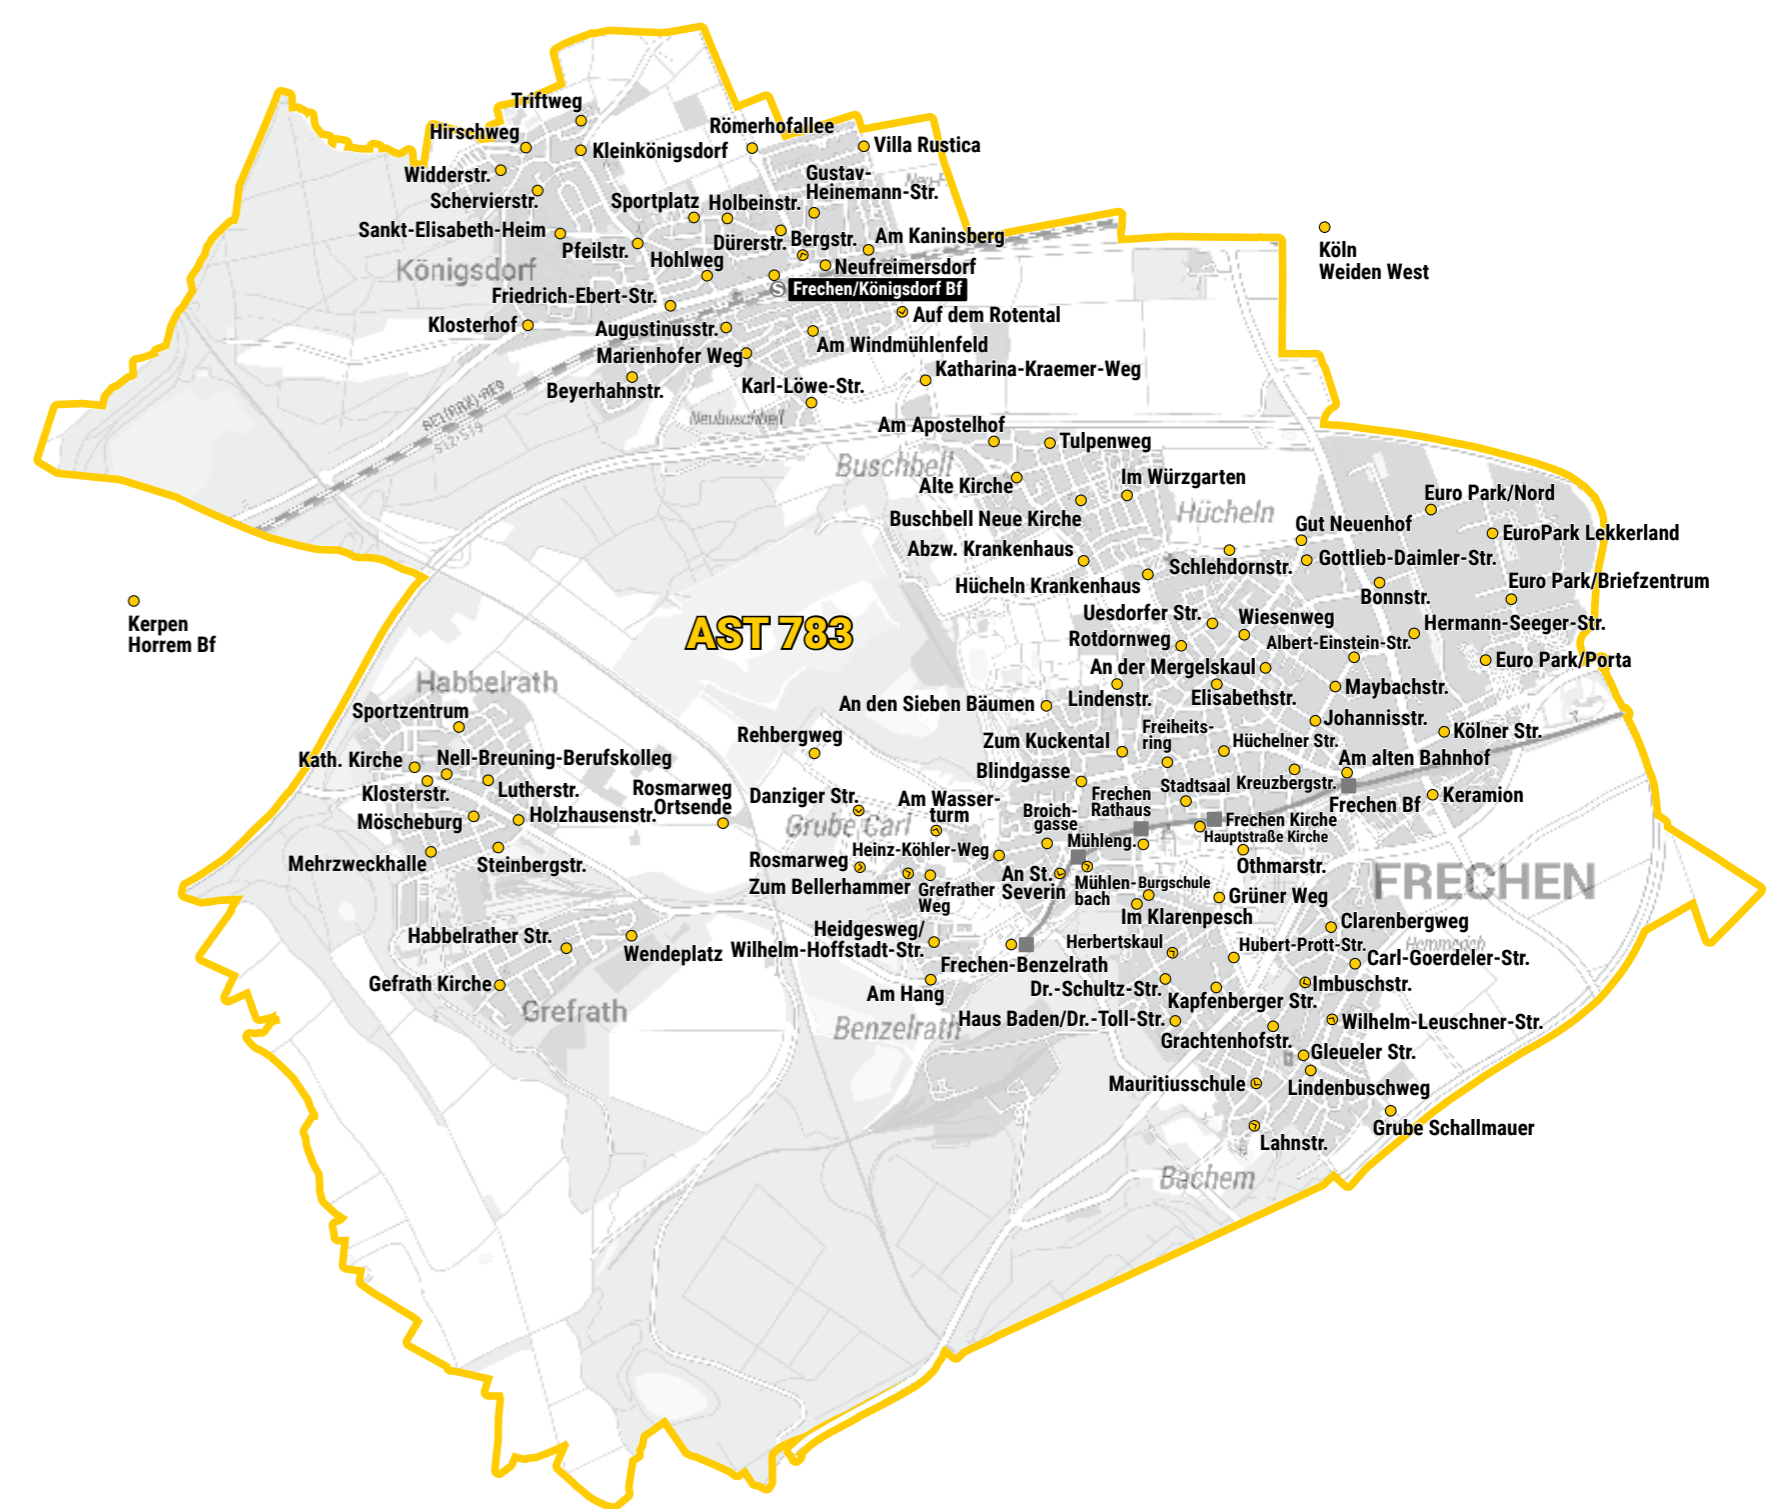 Triftweg
Hirschweg
Kleinkönigsdorf
Römerhofallee
Villa Rustica
Widderstr.
Schervierstr.
Gustav-
Heinemann-Str.
Sportplatz
Holbeinstr.
Sankt-Elisabeth-Heim
Pfeilstr.
Dürerstr.
Bergstr.
Am Kaninsberg
Köln
Weiden West
Königsdorf
Hohlweg
Neufreimersdorf
S
Frechen/Königsdorf Bf
Friedrich-Ebert-Str.
Klosterhof
Augustinusstr.
Auf dem Rotental
Am Windmühlenfeld
Marienhofer Weg
Beyerhahnstr.
Karl-Löwe-Str.
Katharina-Kraemer-Weg
Neubuschbell
Am Apostelhof
Tulpenweg
Buschbell
Alte Kirche
Im Würzgarten
Buschbell Neue Kirche
Hücheln
Euro Park/Nord
Gut Neuenhof
EuroPark Lekkerland
Abzw. Krankenhaus
Schlehdornstr.
Gottlieb-Daimler-Str.
Hücheln Krankenhaus
Bonnstr.
Euro Park/Briefzentrum
Kerpen
Horrem Bf
AST 783
Uesdorfer Str.
Wiesenweg
Hermann-Seeger-Str.
Rotdornweg
Albert-Einstein-Str.
An der Mergelskaul
Euro Park/Porta
Habbelrath
Lindenstr.
Elisabethstr.
Maybachstr.
Sportzentrum
An den Sieben Bäumen
Johannisstr.
Kölner Str.
Rehbergweg
Zum Kuckental
Freiheits-
ring
Hüchelner Str.
Kath. Kirche
Nell-Breuning-Berufskolleg
Blindgasse
Am alten Bahnhof
Klosterstr.
Lutherstr.
Rosmarweg
Ortsende
Danziger Str.
Am Wasser-
turm
Stadtsaal
Kreuzbergstr.
Frechen Bf
Keramion
Möscheburg
Holzhausenstr.
Grube Carl
Broich-
gasse
Frechen
Rathaus
Frechen Kirche
Hauptstraße Kirche
Mehrzweckhalle
Steinbergstr.
Heinz-Köhler-Weg
Mühleng.
Othmarstr.
Rosmarweg
Zum Bellerhammer
Grefrather
Weg
An St.
Severin
Mühlen-
bach
Burgschule
Grüner Weg
FRECHEN
Im Klarenpesch
Clarenbergweg
Habbelrather Str.
Wendeplatz
Heidgesweg/
Wilhelm-Hoffstadt-Str.
Herbertskaul
Hubert-Prott-Str.
Carl-Goerdeler-Str.
Frechen-Benzelrath
Gefrath Kirche
Am Hang
Dr.-Schultz-Str.
Kapfenberger Str.
Imbuschstr.
Grefrath
Benzelrath
Haus Baden/Dr.-Toll-Str.
Wilhelm-Leuschner-Str.
Grachtenhofstr.
Gleueler Str.
Mauritiusschule
Lindenbuschweg
Grube Schallmauer
Lahnstr.
Bachem